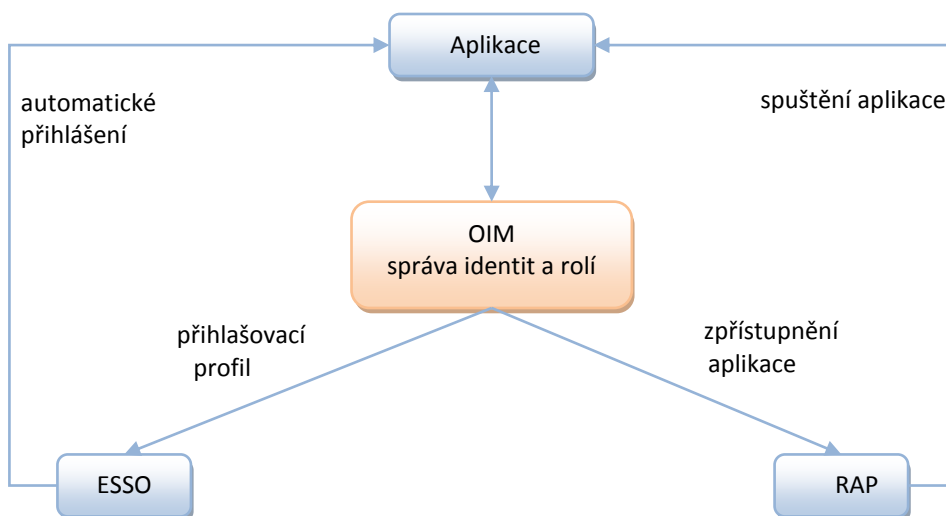 Aplikace
automatické
přihlášení
spuštění aplikace
OIM
správa identit a rolí
přihlašovací
profil
zpřístupnění
aplikace
ESSO
RAP